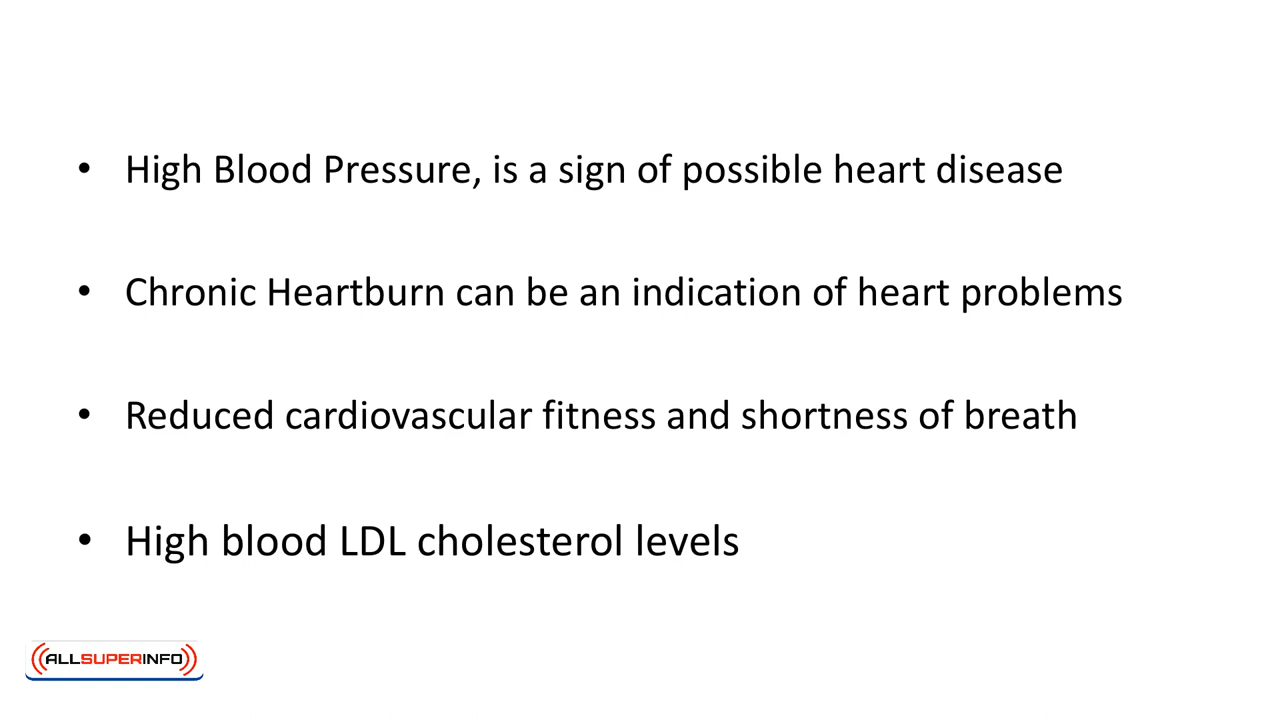 • High Blood Pressure, is a sign of possible heart disease
• Chronic Heartburn can be an indication of heart problems
• Reduced cardiovascular fitness and shortness of breath
• High blood LDL cholesterol levels
ALLSUPERINFO